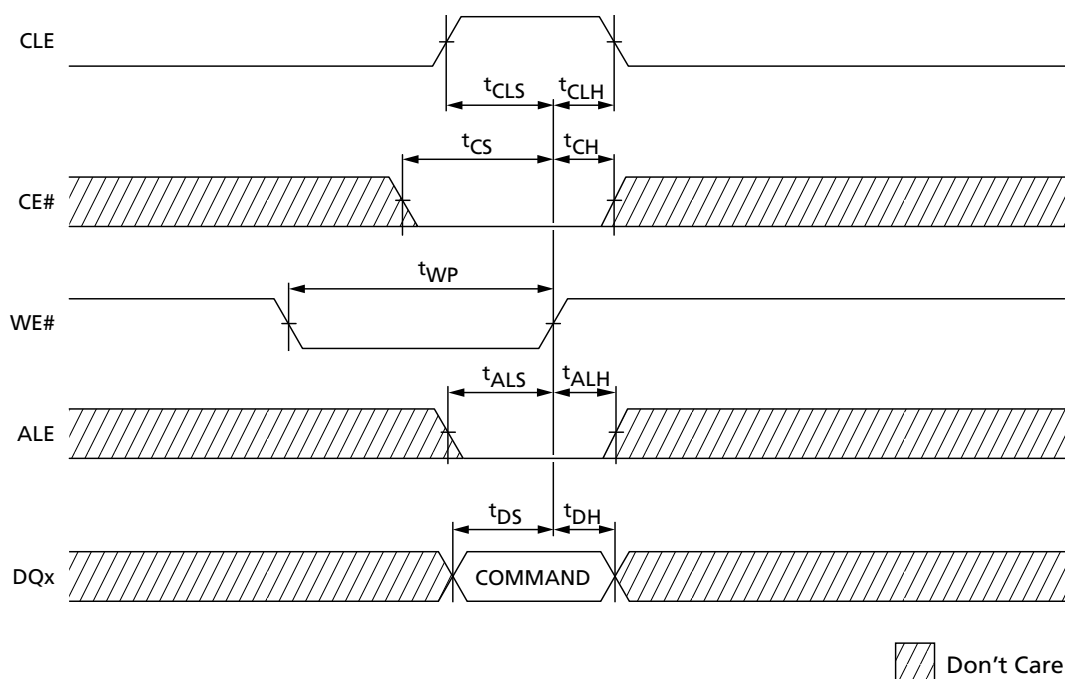 CLE
tCLS tCLH
tCS tCH
CE#
tWP
WE#
tALS tALH
ALE
tDS tDH
DQx COMMAND
Don't Care